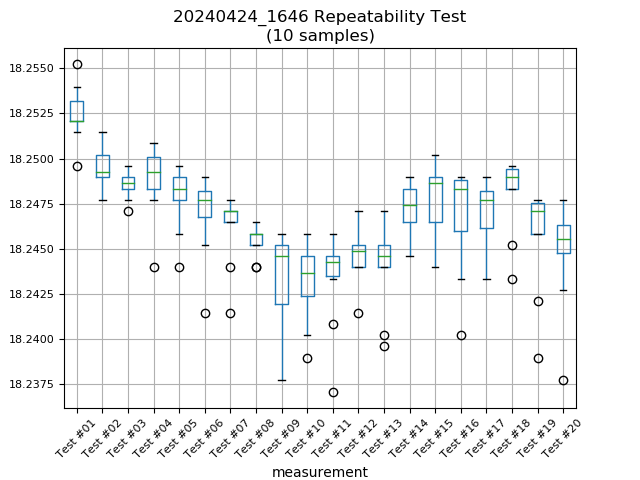 20240424_1646 Repeatability Test
(10 samples)
18.2550
18.2525
18.2500
18.2475
18.2450
18.2425
18.2400
18.2375
Test #01
Test #02
Test #03
Test #04
Test #05
Test #06
Test #07
Test #08
Test #09
Test #10
Test #11
Test #12
Test #13
Test #14
Test #15
Test #16
Test #17
Test #18
Test #19
Test #20
measurement